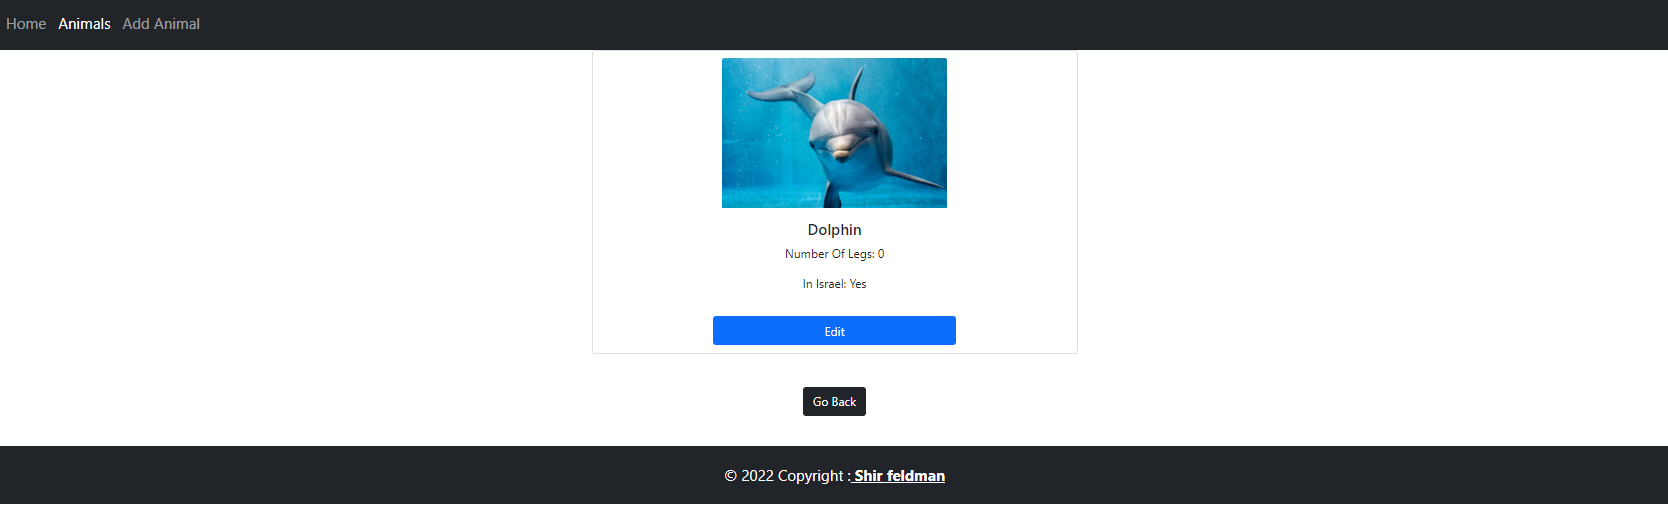 Home Animals Add Animal
Dolphin
Number Of Legs: 0
In Israel: Yes
Edit
Go Back
© 2022 Copyright : Shir feldman